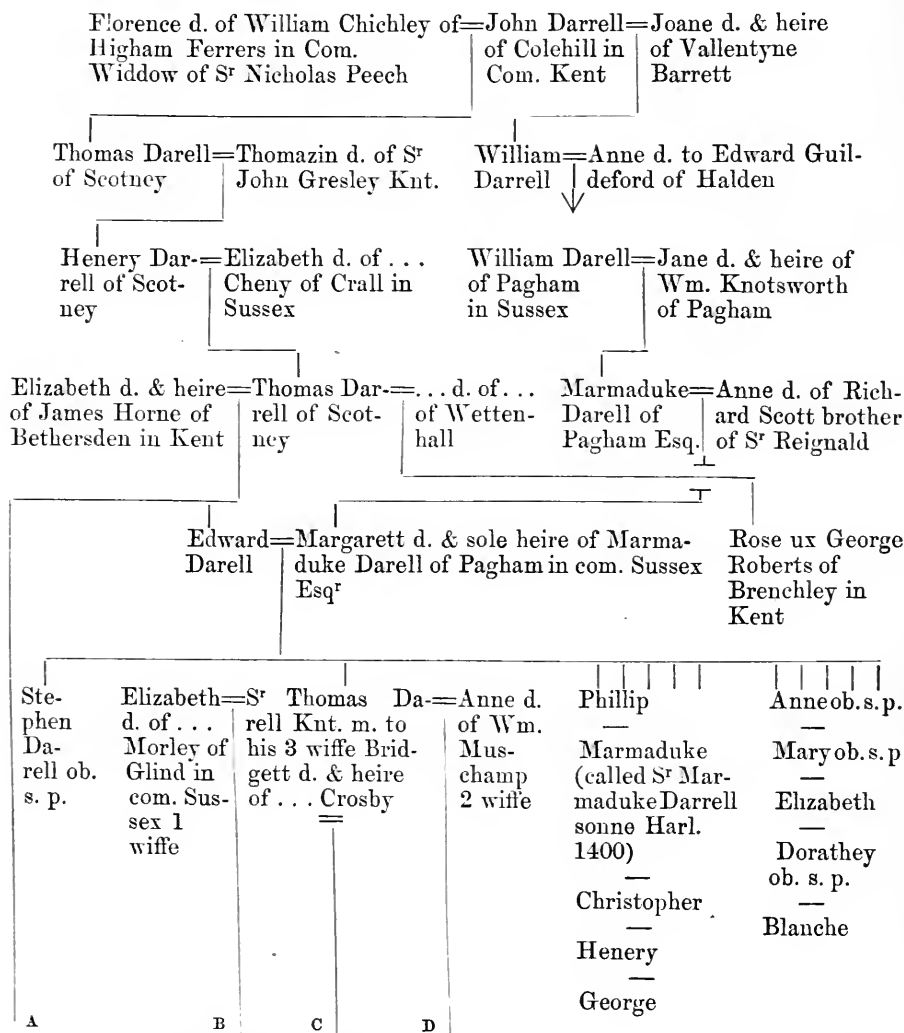 Florence d. of William Chichley of=John Darrell=Joane d. & heire
Higham Ferrers in Com. of Colehill in of Vallentyne
Widdow of Sr Nicholas Peech Com. Kent Barrett
Thomas Darell=Thomazin d. of Sr William=Anne d. to Edward Guil-
of Scotney John Gresley Knt. Darrell deford of Halden
Henery Dar-=Elizabeth d. of ... William Darell=Jane d. & heire of
rell of Scot- Cheny of Crall in of Pagham Wm. Knotsworth
ney Sussex in Sussex of Pagham
Elizabeth d. & heire=Thomas Dar-=... d. of ... Marmaduke=Anne d. of Rich-
of James Horne of rell of Scot- of Wetten- Darell of ard Scott brother
Bethersden in Kent ney hall Pagham Esq. of Sr Reignald
Edward=Margarett d. & sole heire of Marma- Rose ux George
Darell duke Darell of Pagham in com. Sussex Roberts of
Esqr Brenchley in
Kent
Ste- Elizabeth=Sr Thomas Da-=Anne d. Phillip Anne ob. s. p.
phen d. of ... rell Knt. m. to of Wm. —
Da- Morley of his 3 wiffe Brid- Mus- Marmaduke Mary ob. s. p
rell ob. Glind in gett d. & heire champ (called Sr Mar- —
s. p. com. Sus- of ... Crosby 2 wiffe maduke Darrell Elizabeth
sex 1 sonne Harl. —
wiffe 1400) Dorathey
— ob. s. p.
Christopher —
— Blanche
Henery
—
George
A B C D